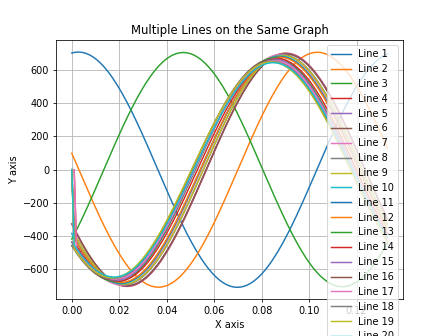 Multiple Lines on the Same Graph
Y axis
600
400
200
0
−200
−400
−600
0.00
0.02
0.04
0.06
0.08
0.10
X axis
Line 1
Line 2
Line 3
Line 4
Line 5
Line 6
Line 7
Line 8
Line 9
Line 10
Line 11
Line 12
Line 13
Line 14
Line 15
Line 16
Line 17
Line 18
Line 19
Line 20